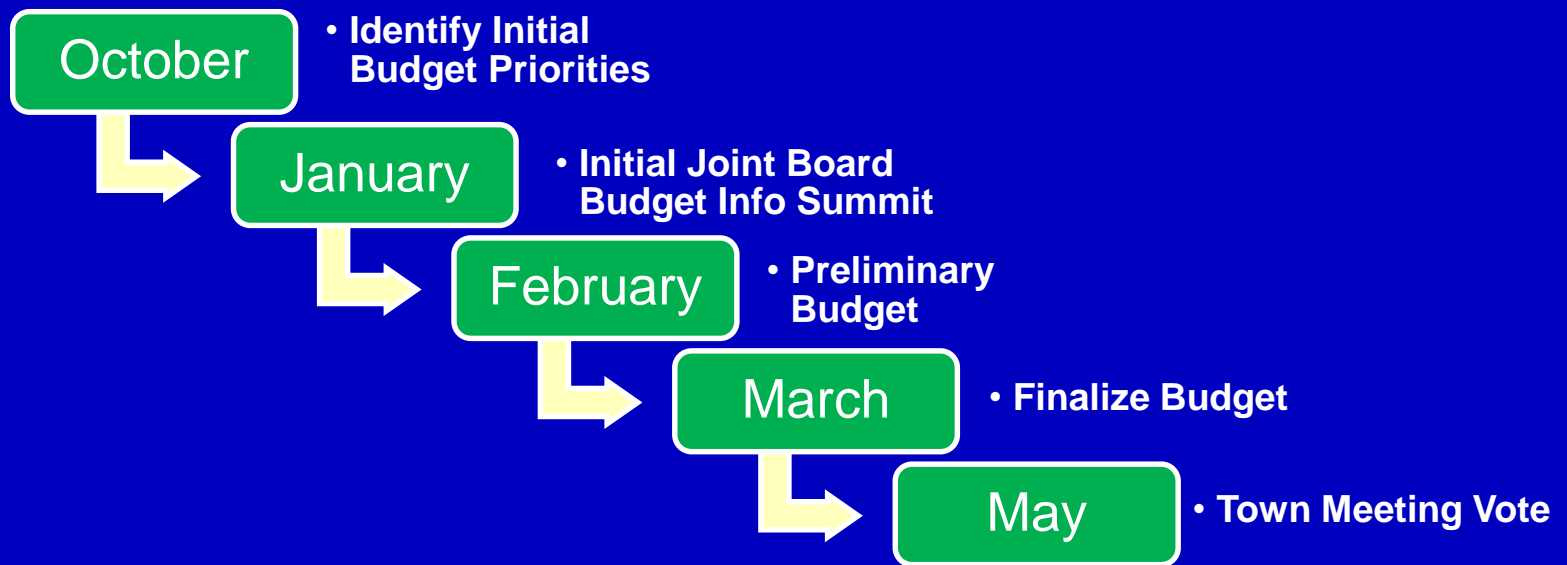 October
• Identify Initial
Budget Priorities
January
• Initial Joint Board
Budget Info Summit
February
• Preliminary
Budget
March
• Finalize Budget
May
• Town Meeting Vote